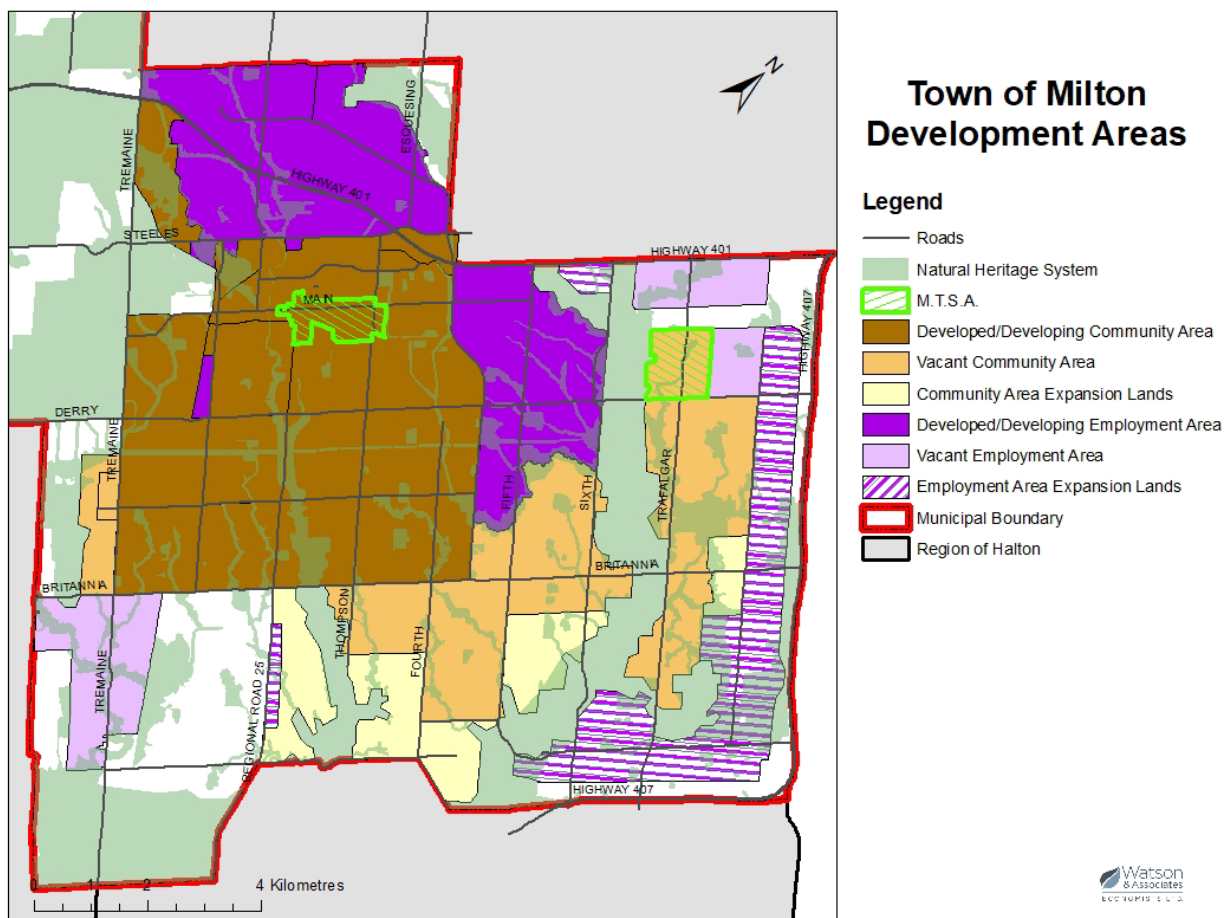 N
Town of Milton
Development Areas
Legend
Roads
Natural Heritage System
M.T.S.A.
Developed/Developing Community Area
Vacant Community Area
Community Area Expansion Lands
Developed/Developing Employment Area
Vacant Employment Area
Employment Area Expansion Lands
Municipal Boundary
Region of Halton
ESQUESING
TREMAINE
HIGHWAY 401
STEELES
HIGHWAY 401
MAIN
HIGHWAY 407
DERRY
TREMAINE
FIFTH
SIXTH
TRAFALGAR
BRITANNIA
BRITANNIA
THOMPSON
FOURTH
TREMAINE
REGIONAL ROAD 25
HIGHWAY 407
0 1 2 4 Kilometres
Watson
& Associates
ECONOMISTS LTD.